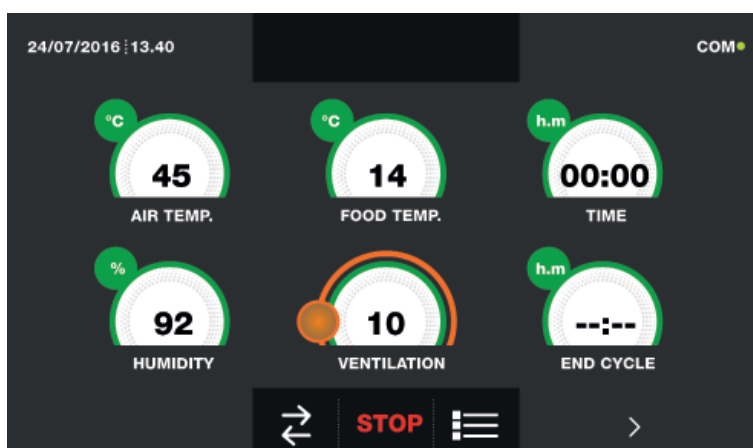 24/07/2016 13.40
COM
°C
°C
h.m
45
14
00:00
AIR TEMP.
FOOD TEMP.
TIME
%
h.m
92
10
--:--
HUMIDITY
VENTILATION
END CYCLE
STOP